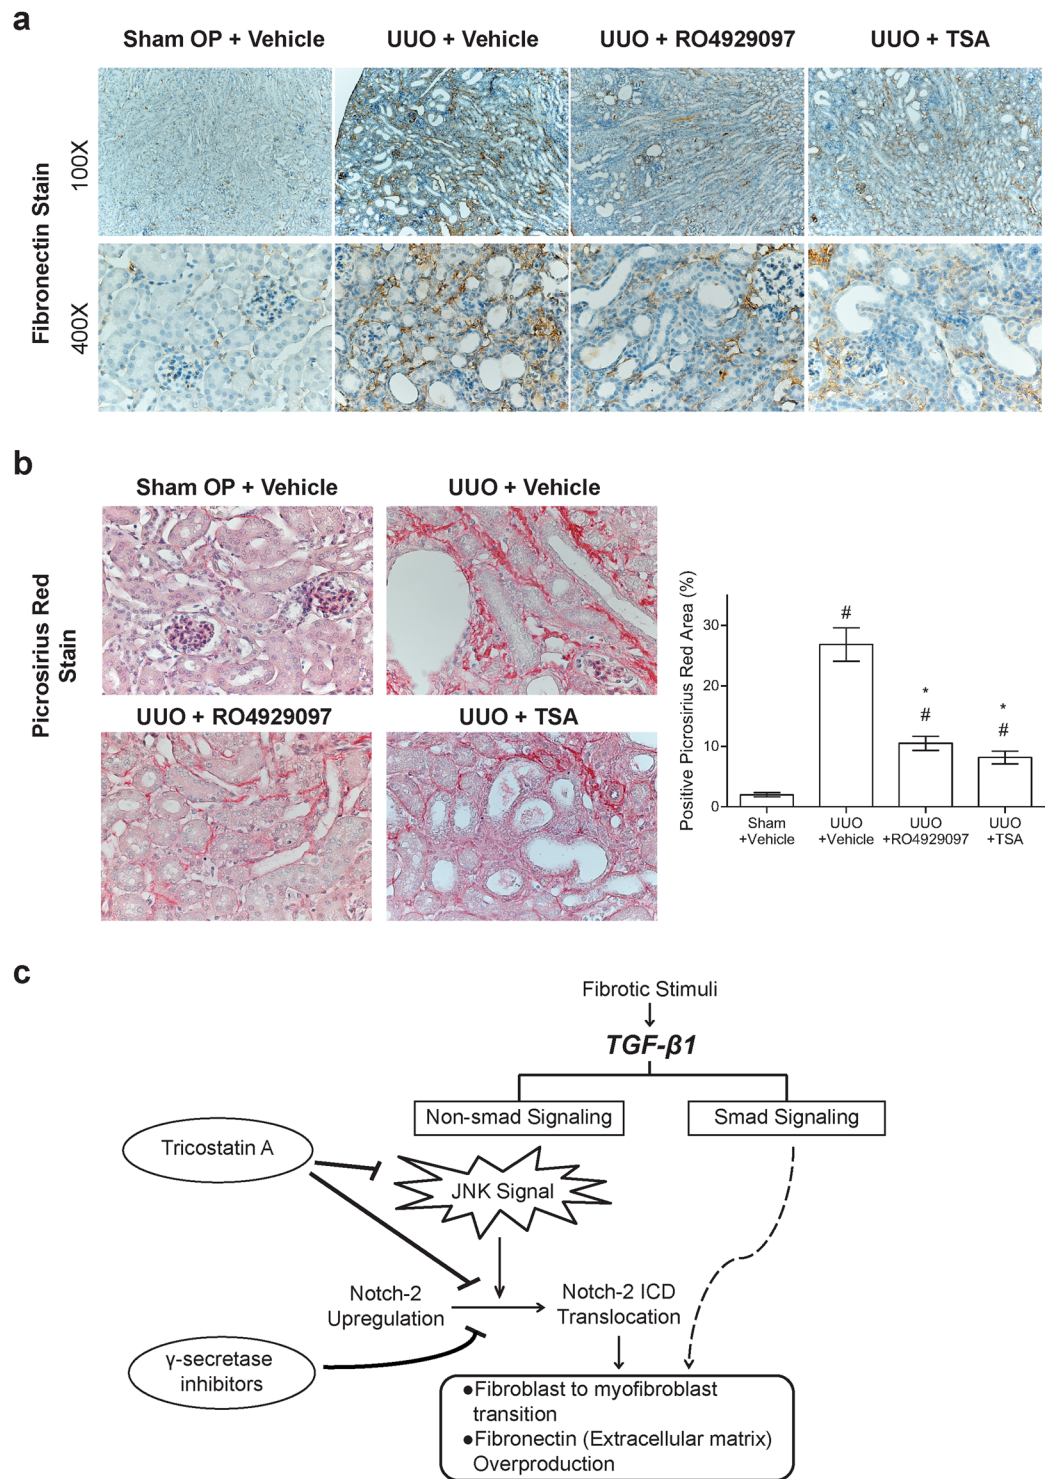 a
Sham OP + Vehicle
UUO + Vehicle
UUO + RO4929097
UUO + TSA
Fibronectin Stain
100X
400X
b
Sham OP + Vehicle
UUO + Vehicle
Picrosirius Red
Stain
UUO + RO4929097
UUO + TSA
Positive Picrosirius Red Area (%)
30
20
10
0
#
*
#
*
#
Sham
+Vehicle
UUO
+Vehicle
UUO
+RO4929097
UUO
+TSA
c
Fibrotic Stimuli
TGF-β1
Non-smad Signaling
Smad Signaling
Tricostatin A
JNK Signal
Notch-2
Upregulation
Notch-2 ICD
Translocation
γ-secretase
inhibitors
●Fibroblast to myofibroblast
transition
●Fibronectin (Extracellular matrix)
Overproduction